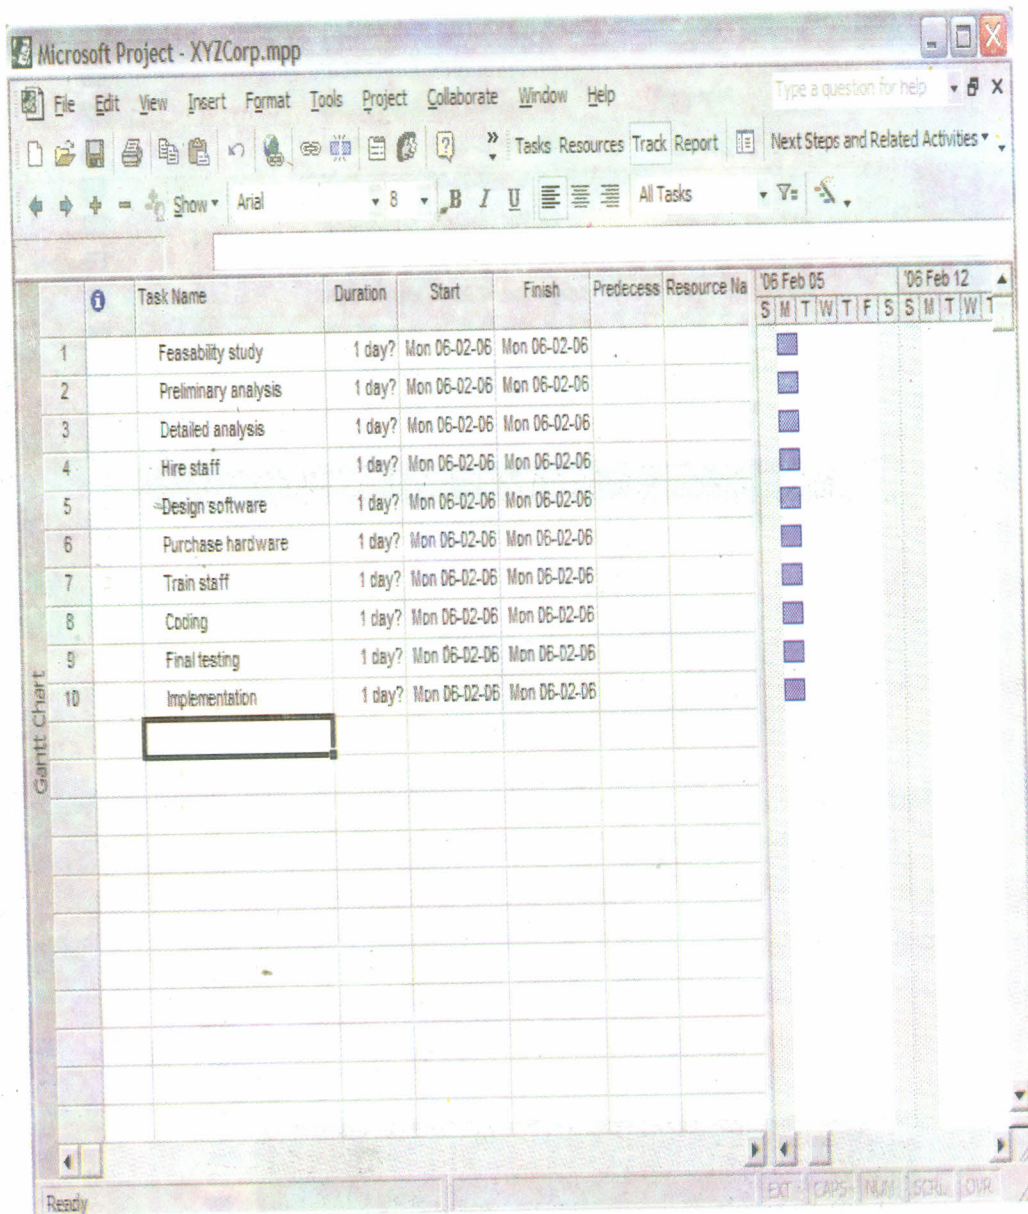 Microsoft Project - XYZCorp.mpp
File Edit View Insert Format Tools Project Collaborate Window Help Type a question for help
Tasks Resources Track Report Next Steps and Related Activities
Show Arial 8 B I U All Tasks
Task Name Duration Start Finish Predecess Resource Na '06 Feb 05 '06 Feb 12
S M T W T F S S M T W T
1 Feasability study 1 day? Mon 06-02-06 Mon 06-02-06
2 Preliminary analysis 1 day? Mon 06-02-06 Mon 06-02-06
3 Detailed analysis 1 day? Mon 06-02-06 Mon 06-02-06
4 Hire staff 1 day? Mon 06-02-06 Mon 06-02-06
5 Design software 1 day? Mon 06-02-06 Mon 06-02-06
6 Purchase hardware 1 day? Mon 06-02-06 Mon 06-02-06
7 Train staff 1 day? Mon 06-02-06 Mon 06-02-06
8 Coding 1 day? Mon 06-02-06 Mon 06-02-06
9 Final testing 1 day? Mon 06-02-06 Mon 06-02-06
10 Implementation 1 day? Mon 06-02-06 Mon 06-02-06
Gantt Chart
Ready EXT CAPS NUM SCRL OVR